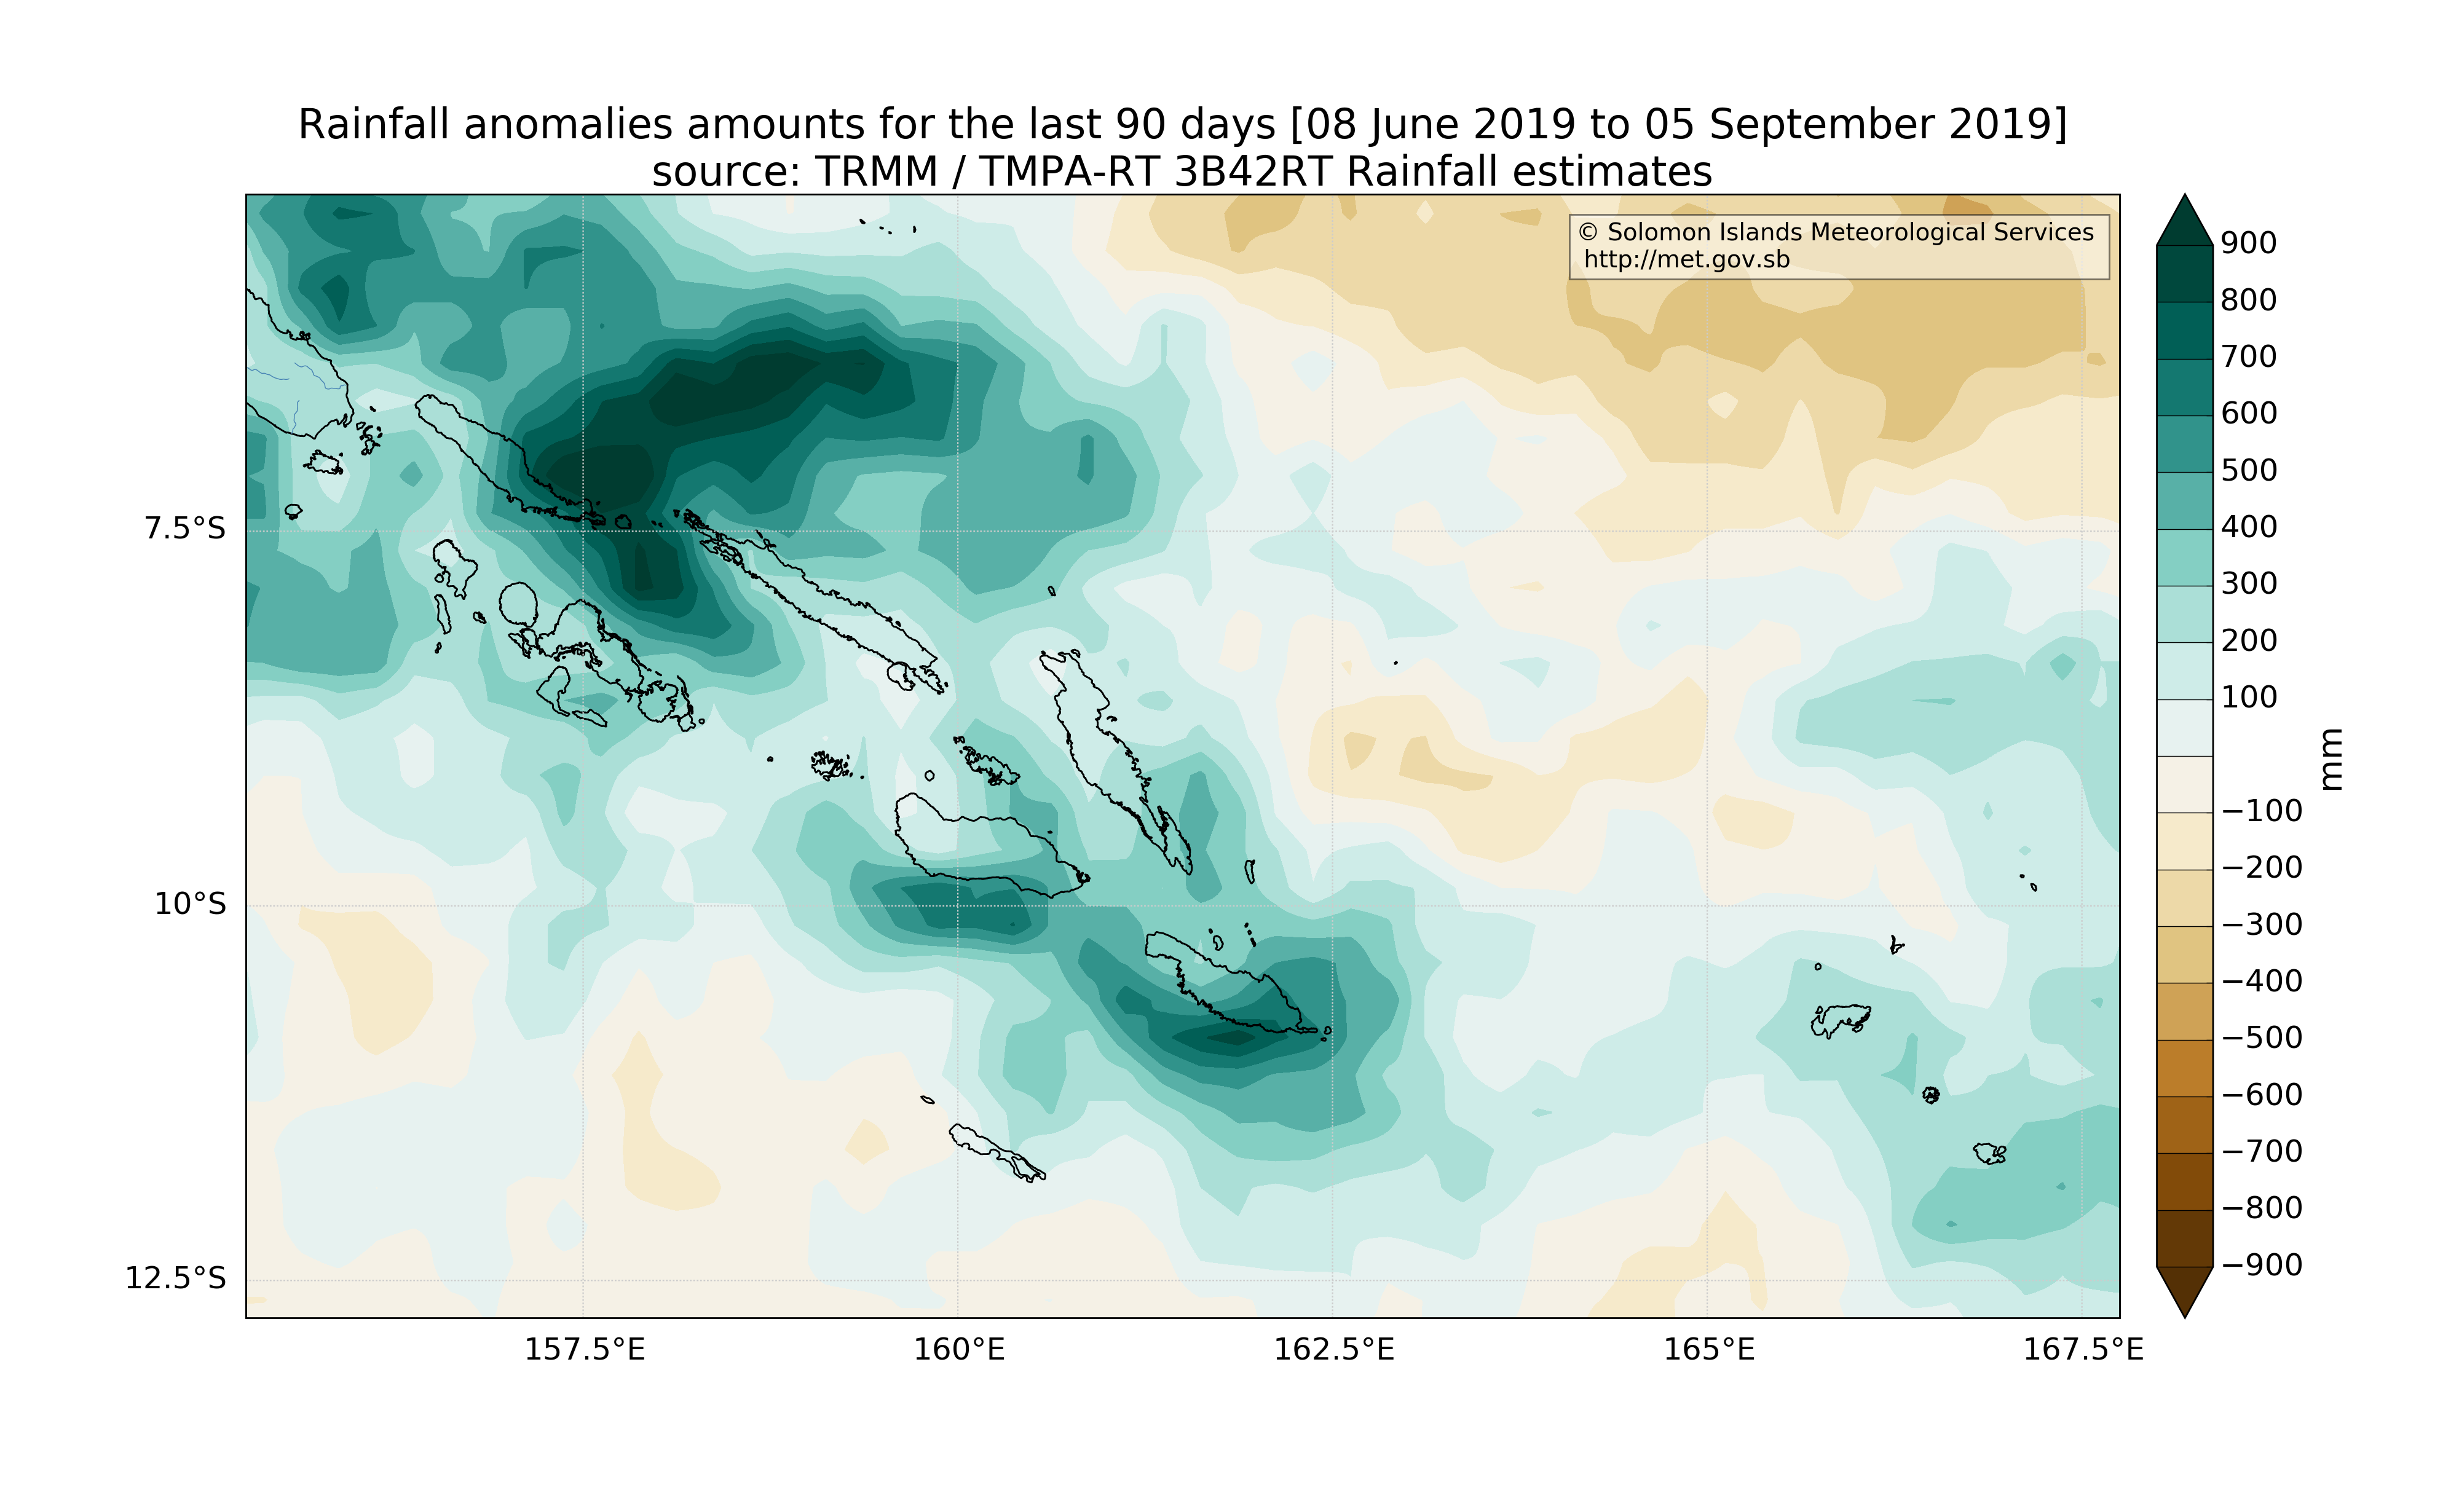 Rainfall anomalies amounts for the last 90 days [08 June 2019 to 05 September 2019]
source: TRMM / TMPA-RT 3B42RT Rainfall estimates
© Solomon Islands Meteorological Services
http://met.gov.sb
7.5°S
10°S
12.5°S
157.5°E
160°E
162.5°E
165°E
167.5°E
900
800
700
600
500
400
300
200
100
−100
−200
−300
−400
−500
−600
−700
−800
−900
mm